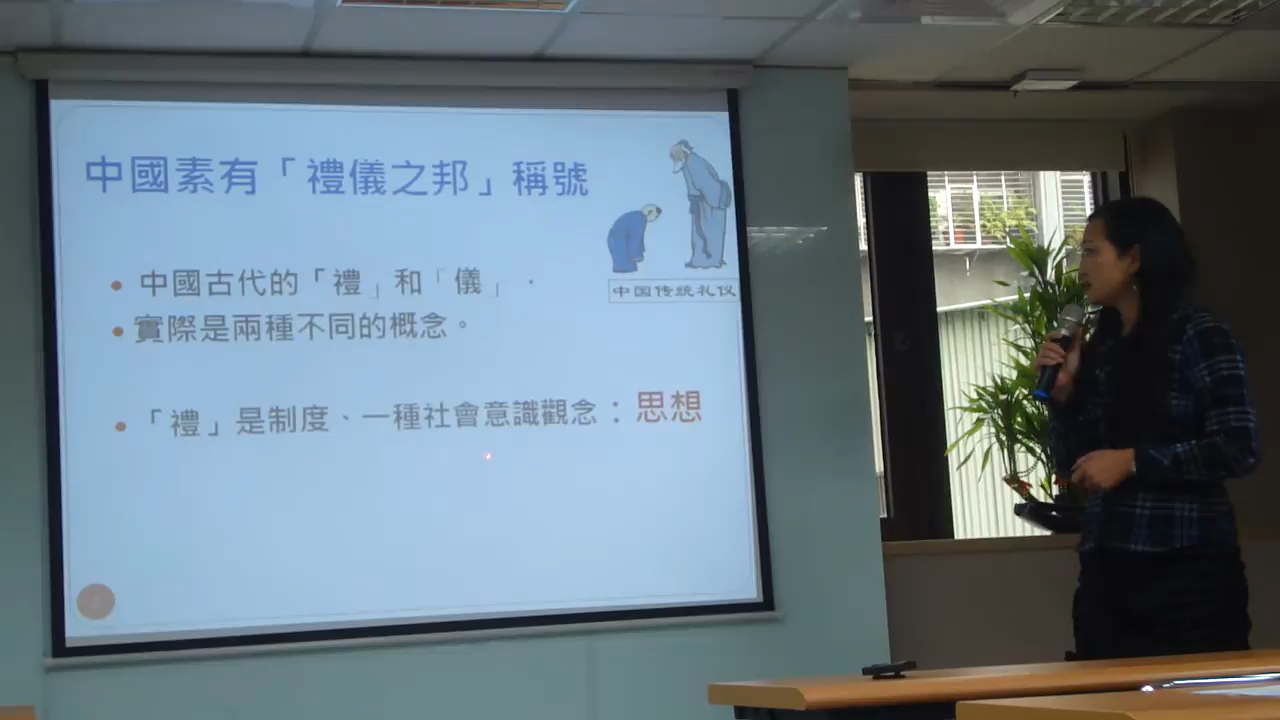 中國素有「禮儀之邦」稱號
中国传统礼仪
• 中國古代的「禮」和「儀」．
• 實際是兩種不同的概念。
• 「禮」是制度、一種社會意識觀念：思想